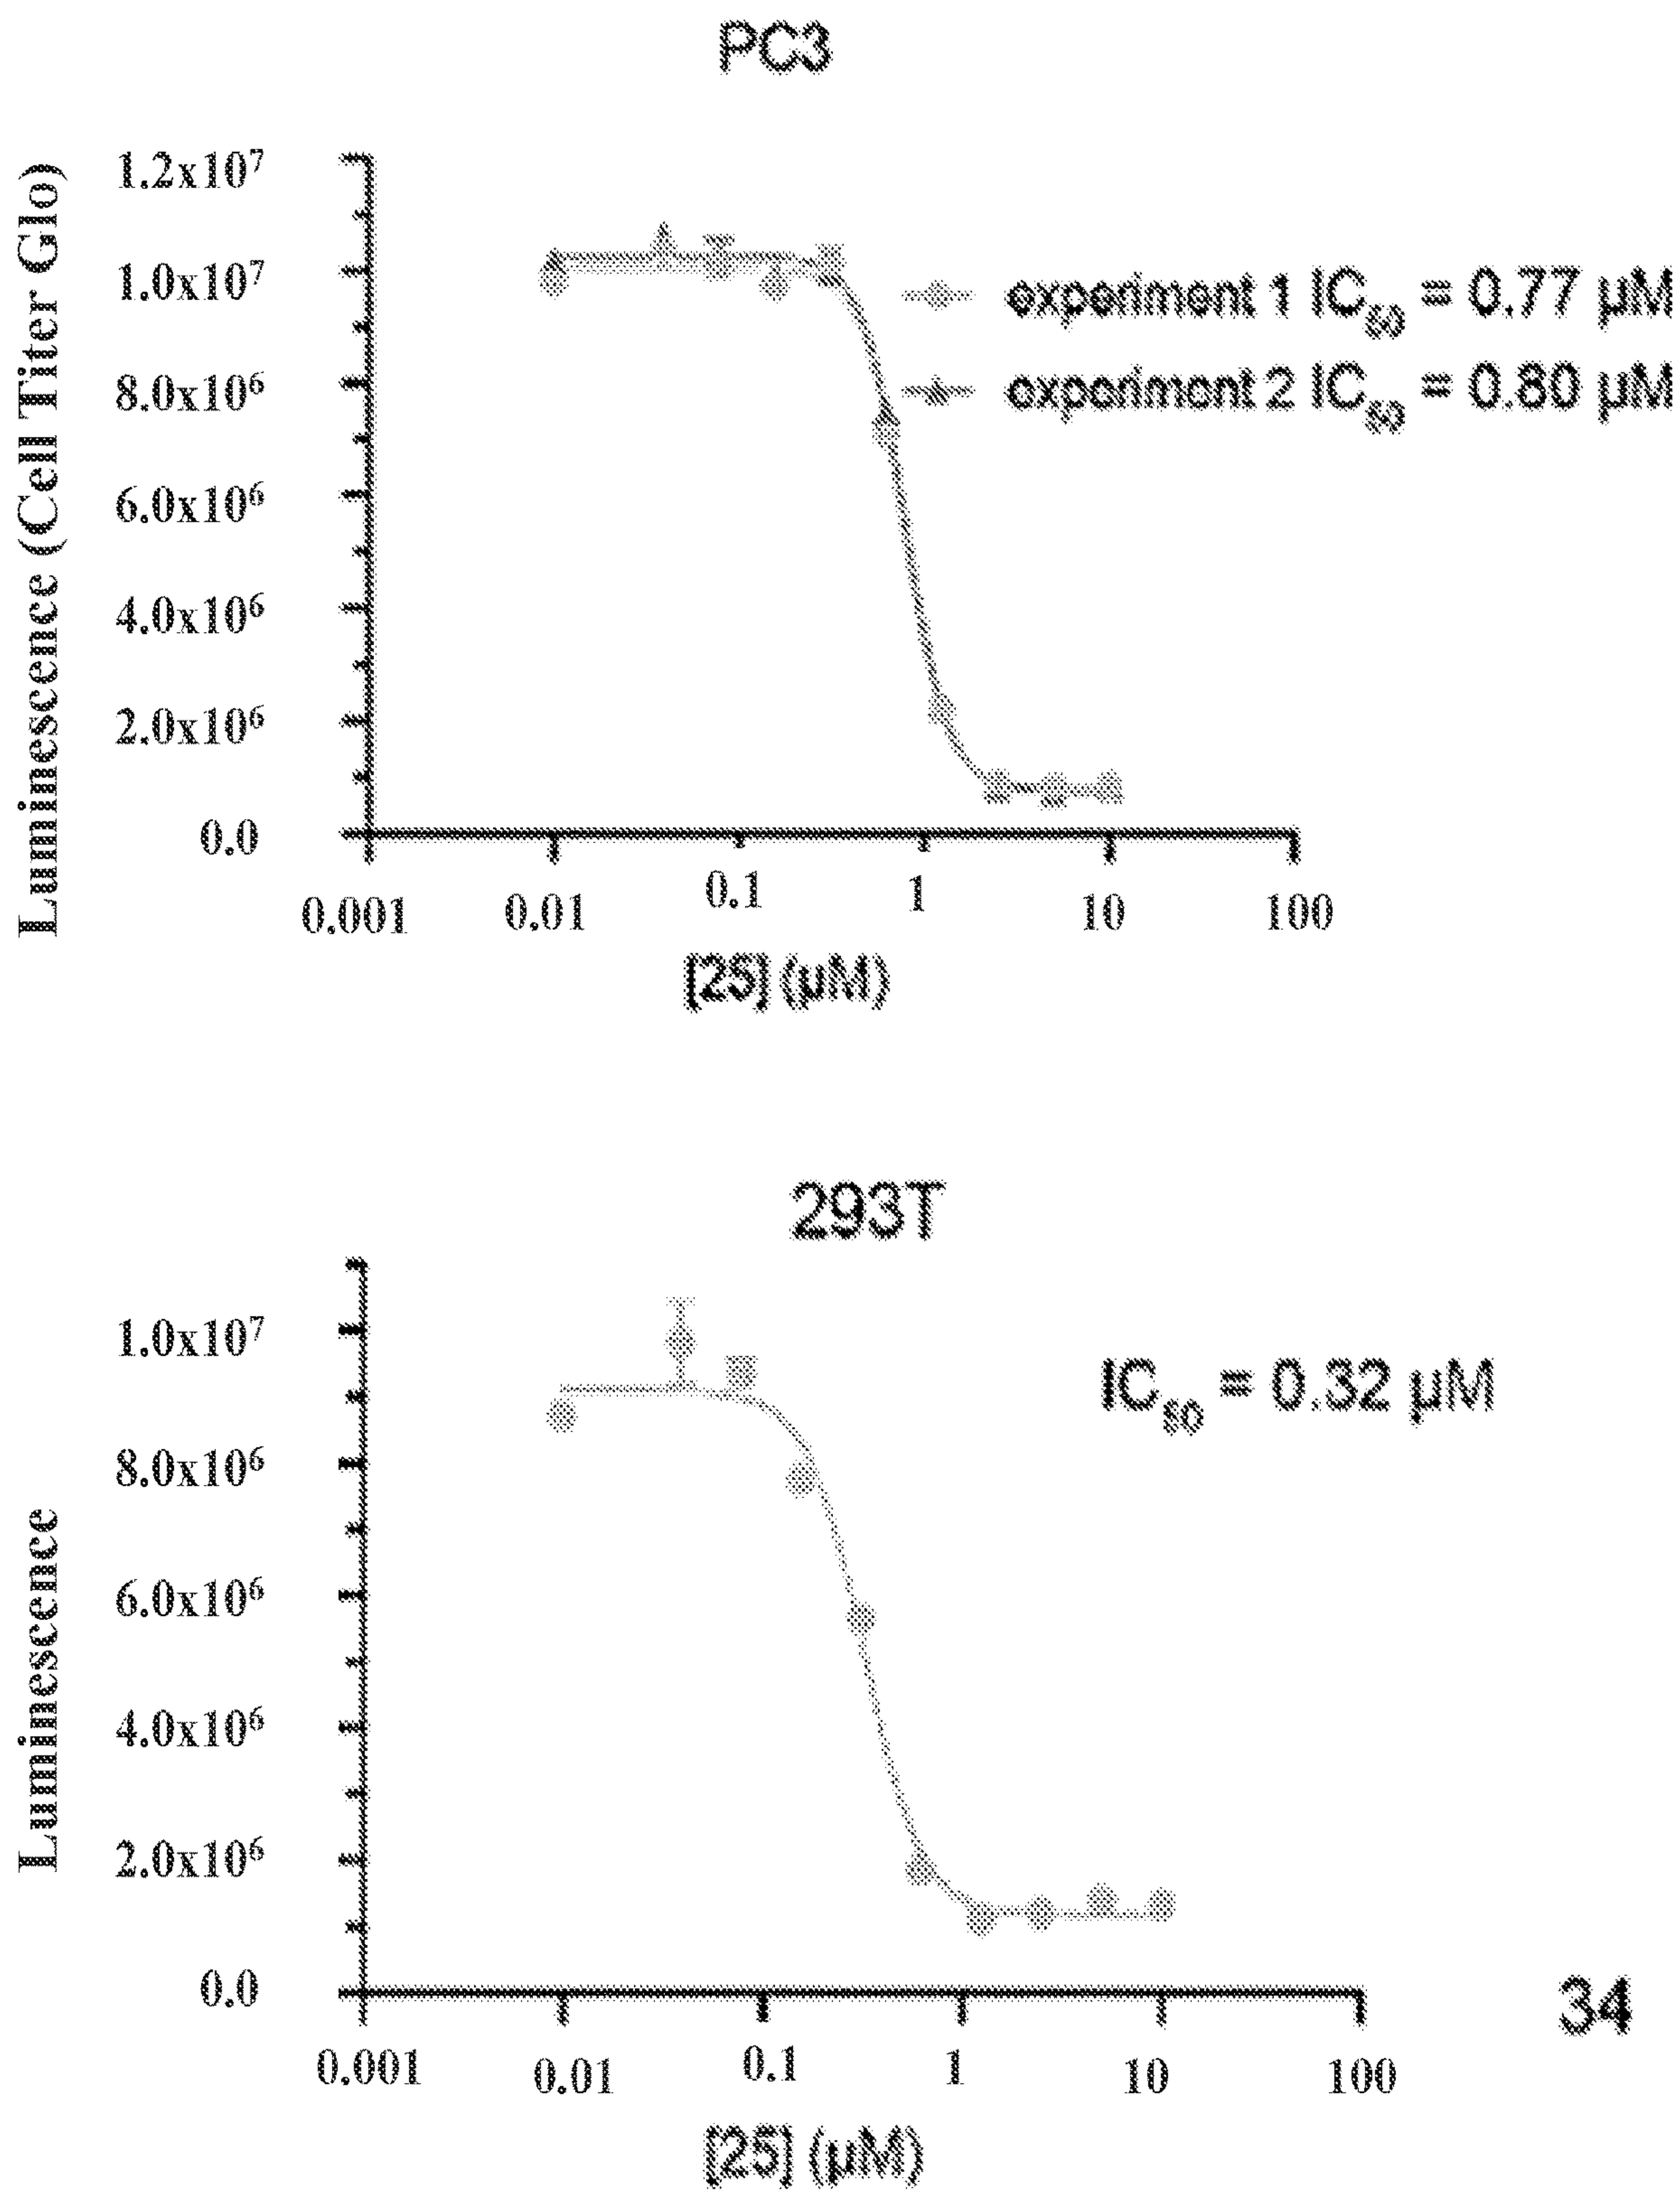 PC3
Luminescence (Cell Titer Glo)
1.2x10⁷
1.0x10⁷
8.0x10⁶
6.0x10⁶
4.0x10⁶
2.0x10⁶
0.0
experiment 1 IC₅₀ = 0.77 µM
experiment 2 IC₅₀ = 0.80 µM
0.001 0.01 0.1 1 10 100
[25] (µM)
293T
Luminescence
1.0x10⁷
8.0x10⁶
6.0x10⁶
4.0x10⁶
2.0x10⁶
0.0
IC₅₀ = 0.32 µM
34
0.001 0.01 0.1 1 10 100
[25] (µM)